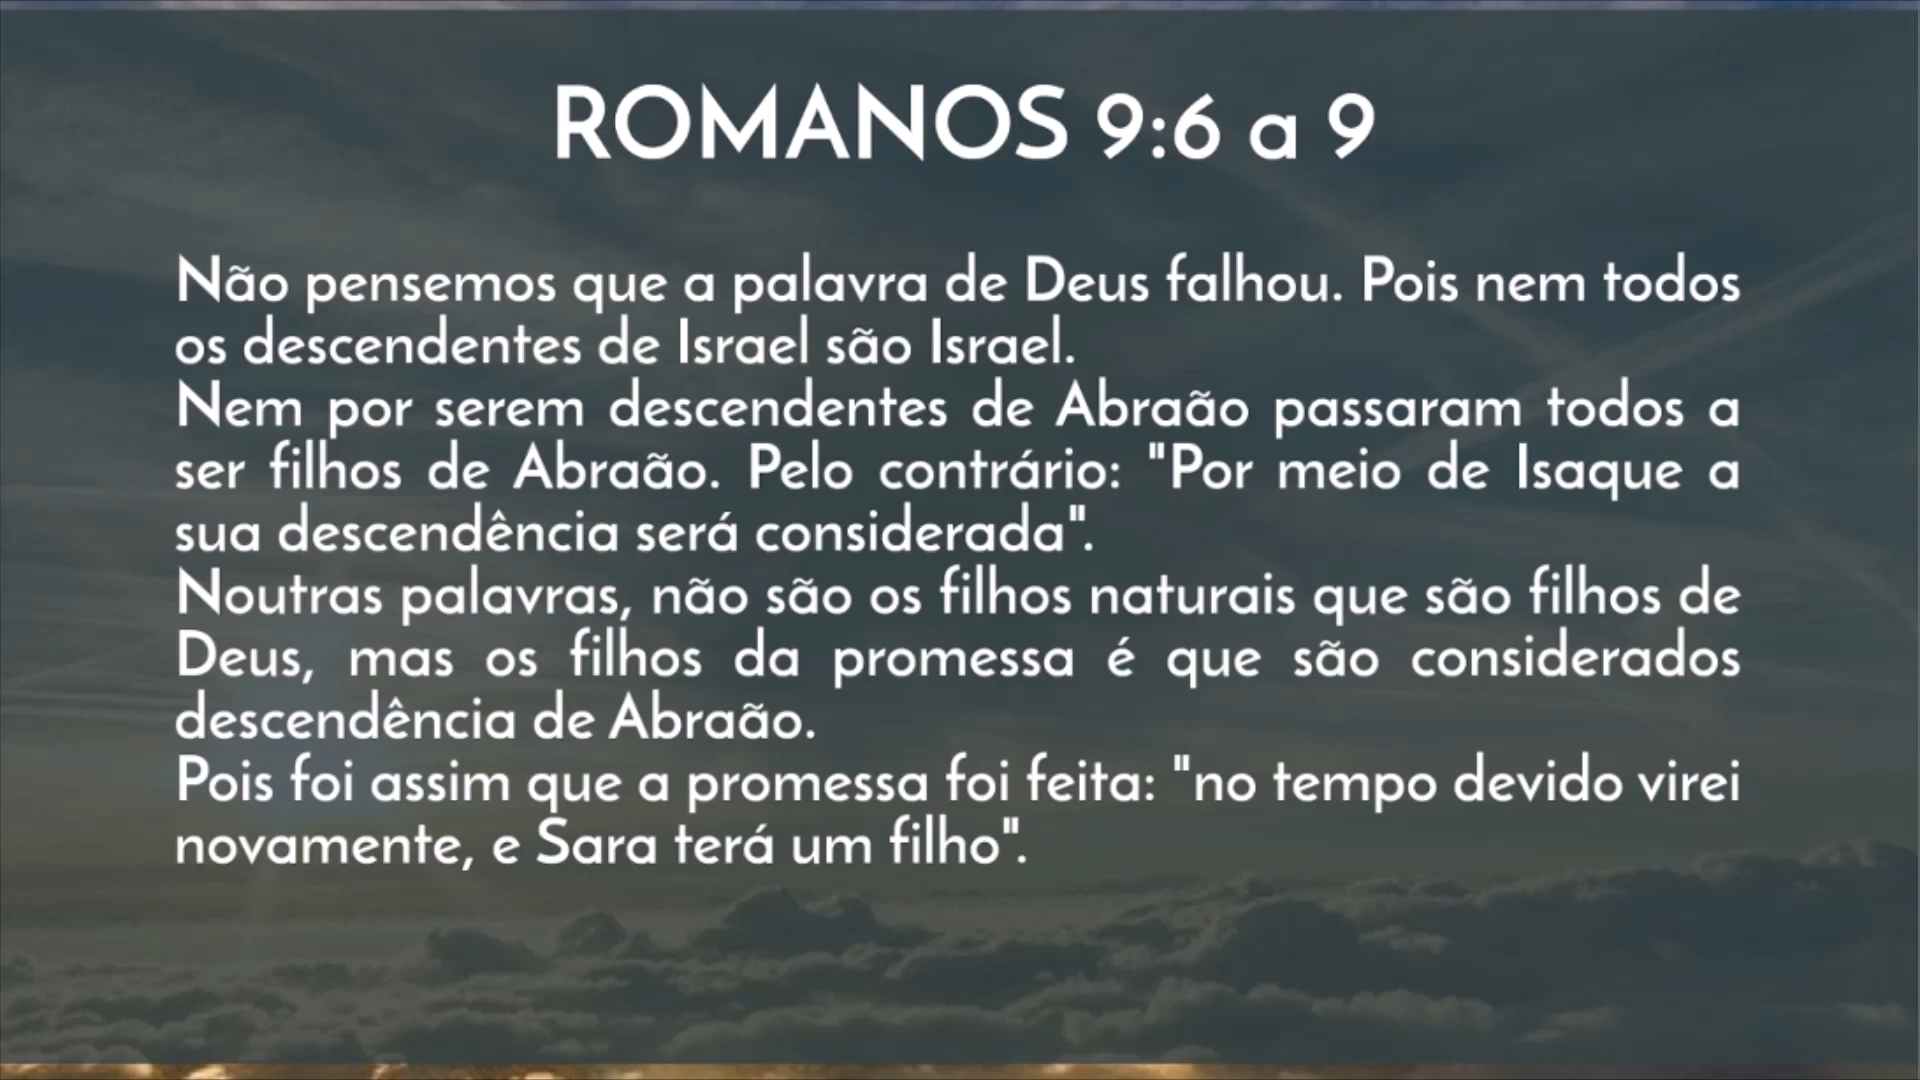 ROMANOS 9:6 a 9
Não pensemos que a palavra de Deus falhou. Pois nem todos
os descendentes de Israel são Israel.
Nem por serem descendentes de Abraão passaram todos a
ser filhos de Abraão. Pelo contrário: "Por meio de Isaque a
sua descendência será considerada".
Noutras palavras, não são os filhos naturais que são filhos de
Deus, mas os filhos da promessa é que são considerados
descendência de Abraão.
Pois foi assim que a promessa foi feita: "no tempo devido virei
novamente, e Sara terá um filho".